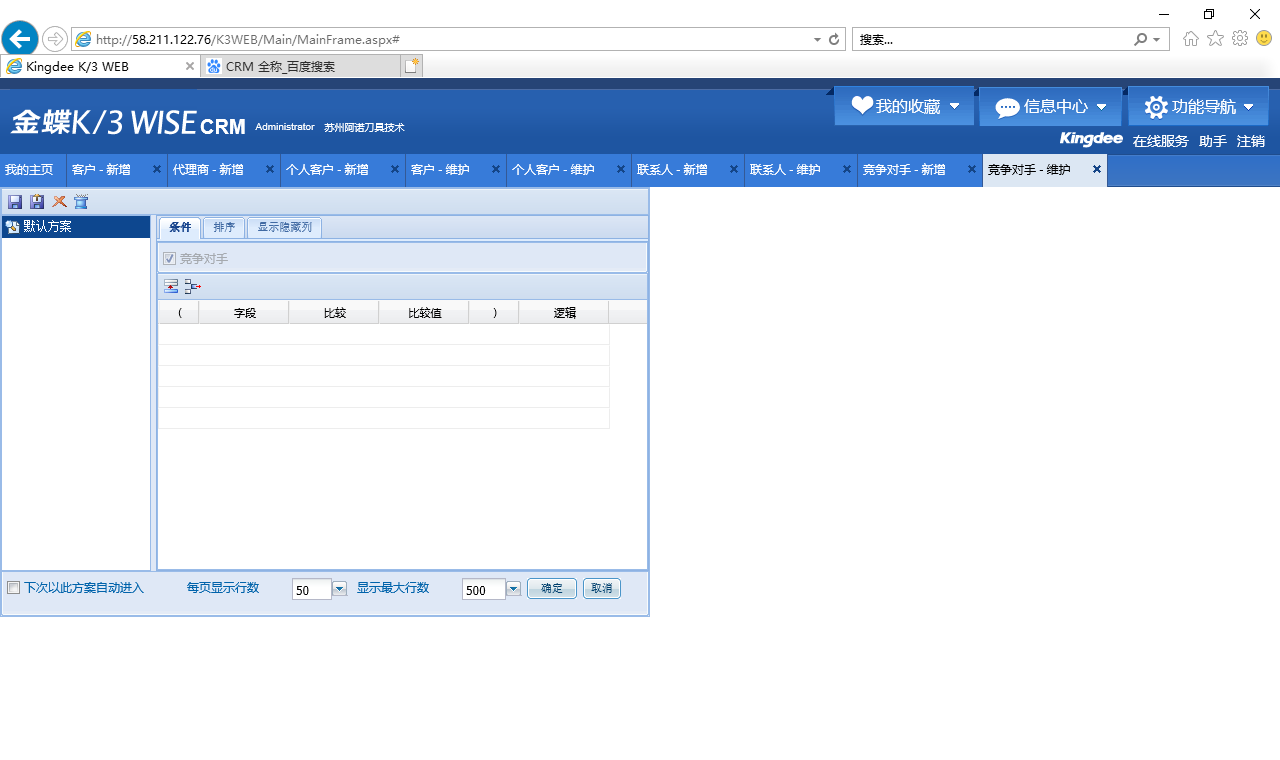 http://58.211.122.76/K3WEB/Main/MainFrame.aspx#
搜索...
Kingdee K/3 WEB
CRM 全称_百度搜索
金蝶K/3 WISE CRM Administrator 苏州阿诺刀具技术
我的收藏 信息中心 功能导航
Kingdee 在线服务 助手 注销
我的主页 客户 - 新增 代理商 - 新增 个人客户 - 新增 客户 - 维护 个人客户 - 维护 联系人 - 新增 联系人 - 维护 竞争对手 - 新增 竞争对手 - 维护
默认方案
条件 排序 显示隐藏列
竞争对手
( 字段 比较 比较值 ) 逻辑
下次以此方案自动进入 每页显示行数 50 显示最大行数 500 确定 取消